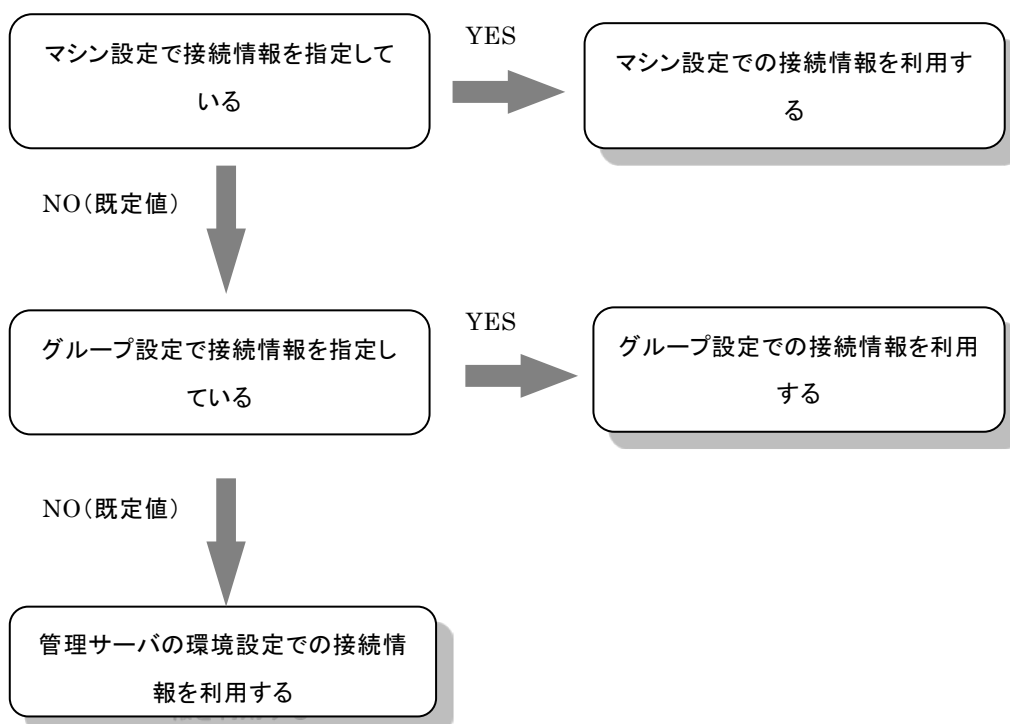 マシン設定で接続情報を指定して
いる
YES
マシン設定での接続情報を利用す
る
NO(既定値)
グループ設定で接続情報を指定し
ている
YES
グループ設定での接続情報を利用
する
NO(既定値)
管理サーバの環境設定での接続情
報を利用する